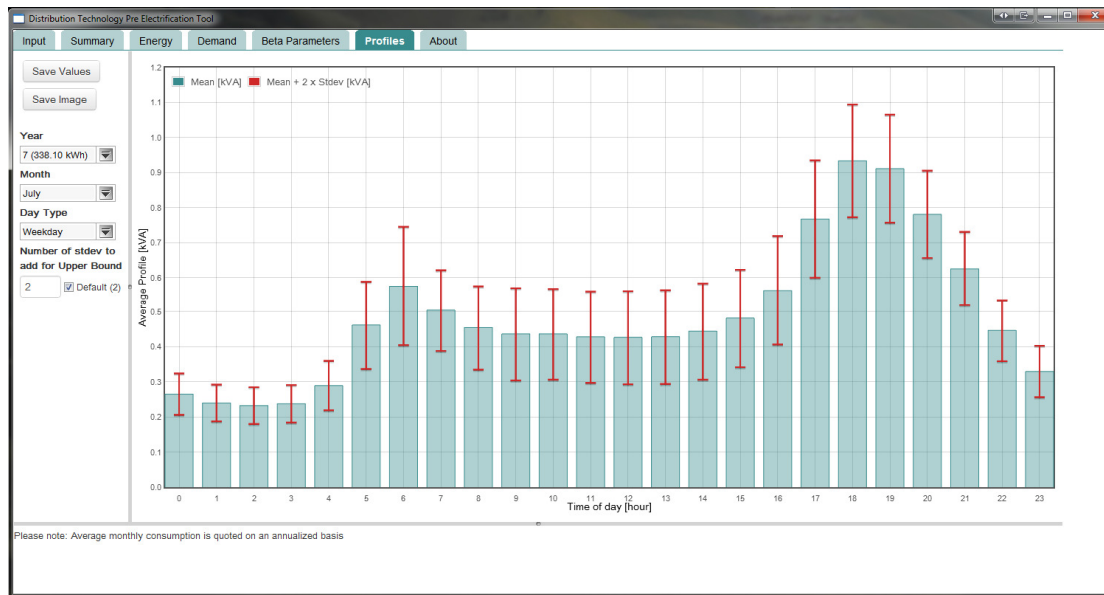 Distribution Technology Pre Electrification Tool
Input Summary Energy Demand Beta Parameters Profiles About
Save Values
Save Image
Year
7 (338.10 kWh)
Month
July
Day Type
Weekday
Number of stdev to
add for Upper Bound
2 Default (2)
Mean [kVA] Mean + 2 x Stdev [kVA]
Average Profile [kVA]
1.2
1.1
1.0
0.9
0.8
0.7
0.6
0.5
0.4
0.3
0.2
0.1
0.0
0 1 2 3 4 5 6 7 8 9 10 11 12 13 14 15 16 17 18 19 20 21 22 23
Time of day [hour]
Please note: Average monthly consumption is quoted on an annualized basis